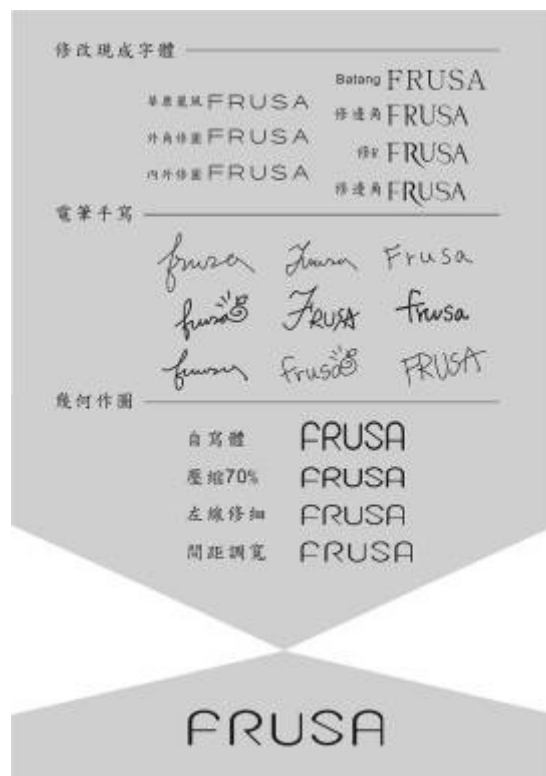 修改現成字體
Batang FRUSA
華康儷風 FRUSA
修邊角 FRUSA
外角修圓 FRUSA
FRUSA
內外修圓 FRUSA
修邊角 FRUSA
電筆手寫
frusa frusa Frusa
frusa FRUSA frusa
frusa frusa FRUSA
幾何作圖
自寫體 FRUSA
壓縮70% FRUSA
左線修細 FRUSA
間距調寬 FRUSA
FRUSA